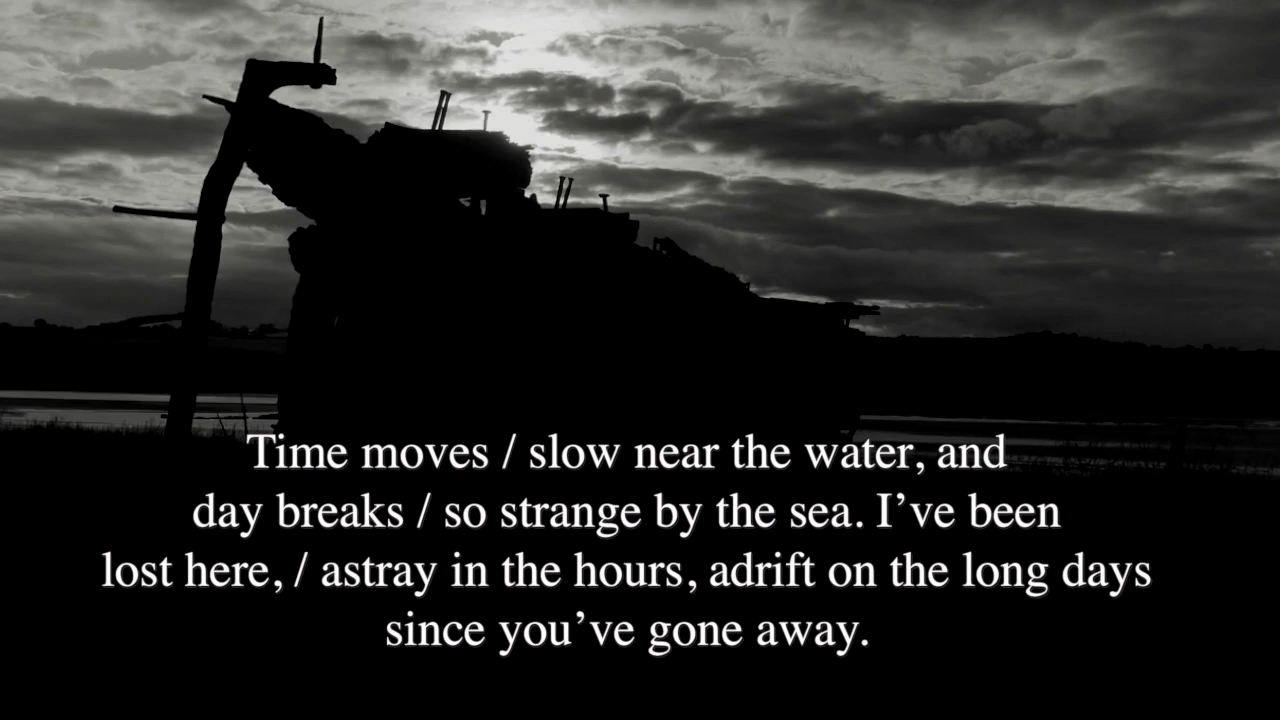 Time moves / slow near the water, and
day breaks / so strange by the sea. I’ve been
lost here, / astray in the hours, adrift on the long days
since you’ve gone away.